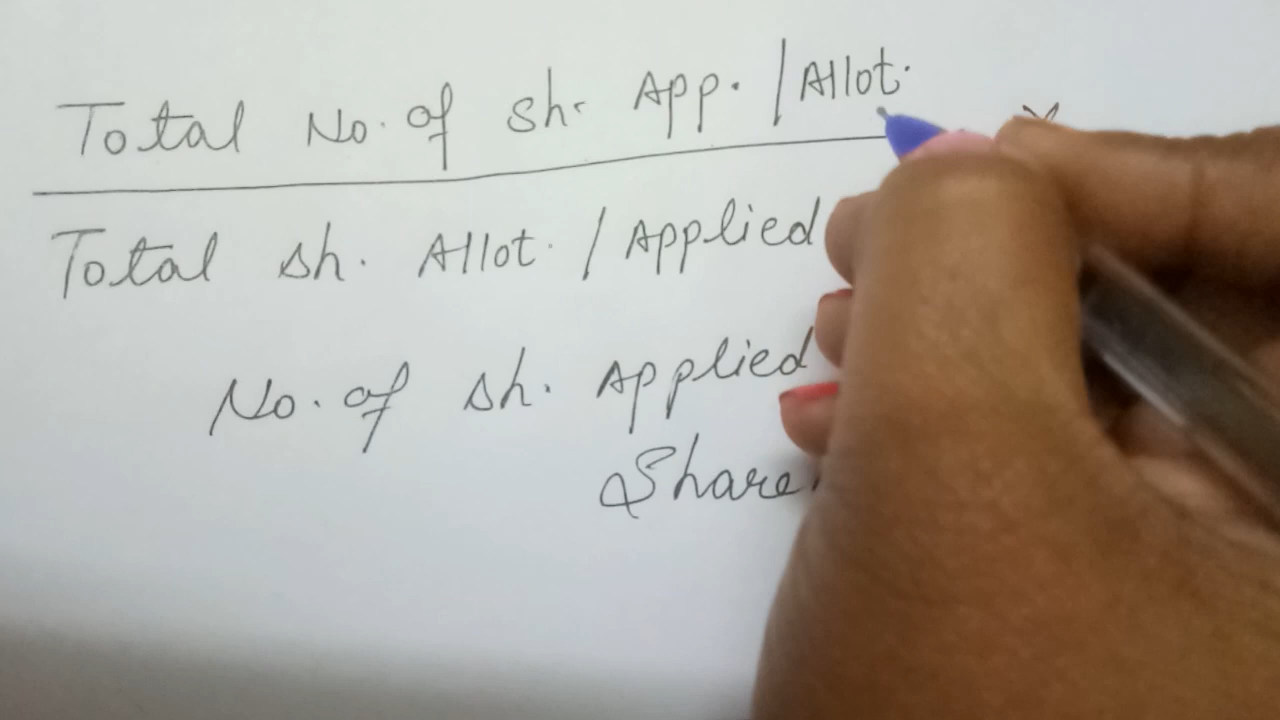 Total No. of Sh. App. / Allot. ×
Total Sh. Allot. / Applied
No. of Sh. Applied
Share